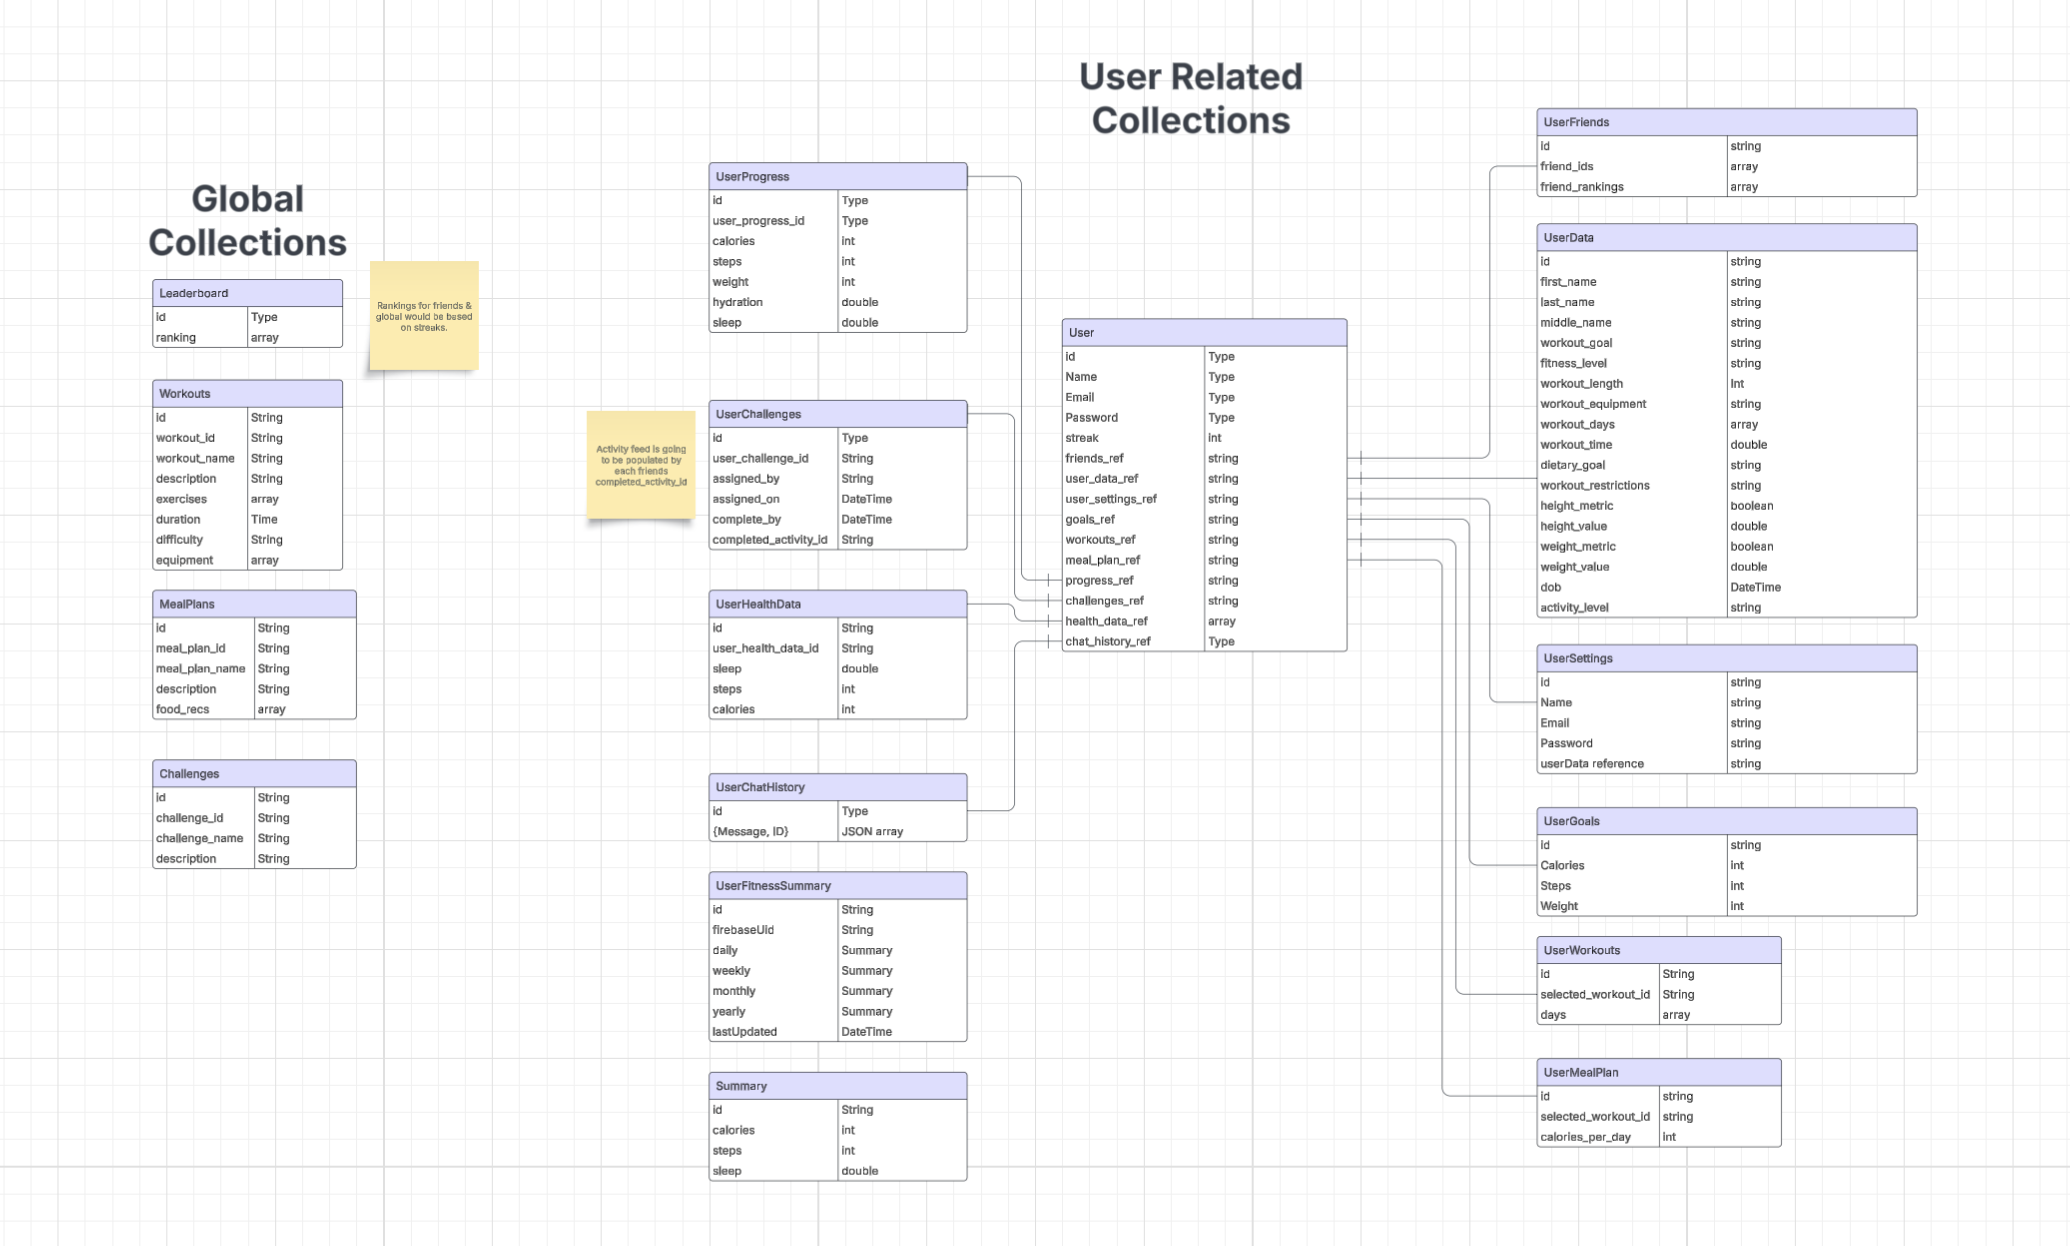 User Related
Collections
Global
Collections
Leaderboard
id Type
ranking array
Rankings for friends &
global would be based
on streaks.
Workouts
id String
workout_id String
workout_name String
description String
exercises array
duration Time
difficulty String
equipment array
MealPlans
id String
meal_plan_id String
meal_plan_name String
description String
food_recs array
Challenges
id String
challenge_id String
challenge_name String
description String
UserProgress
id Type
user_progress_id Type
calories int
steps int
weight int
hydration double
sleep double
Activity feed is going
to be populated by
each friends
completed_activity_id
UserChallenges
id Type
user_challenge_id String
assigned_by String
assigned_on DateTime
complete_by DateTime
completed_activity_id String
UserHealthData
id String
user_health_data_id String
sleep double
steps int
calories int
UserChatHistory
id Type
{Message, ID} JSON array
UserFitnessSummary
id String
firebaseUid String
daily Summary
weekly Summary
monthly Summary
yearly Summary
lastUpdated DateTime
Summary
id String
calories int
steps int
sleep double
User
id Type
Name Type
Email Type
Password Type
streak int
friends_ref string
user_data_ref string
user_settings_ref string
goals_ref string
workouts_ref string
meal_plan_ref string
progress_ref string
challenges_ref string
health_data_ref array
chat_history_ref Type
UserFriends
id string
friend_ids array
friend_rankings array
UserData
id string
first_name string
last_name string
middle_name string
workout_goal string
fitness_level string
workout_length int
workout_equipment string
workout_days array
workout_time double
dietary_goal string
workout_restrictions string
height_metric boolean
height_value double
weight_metric boolean
weight_value double
dob DateTime
activity_level string
UserSettings
id string
Name string
Email string
Password string
userData reference string
UserGoals
id string
Calories int
Steps int
Weight int
UserWorkouts
id String
selected_workout_id String
days array
UserMealPlan
id string
selected_workout_id string
calories_per_day int